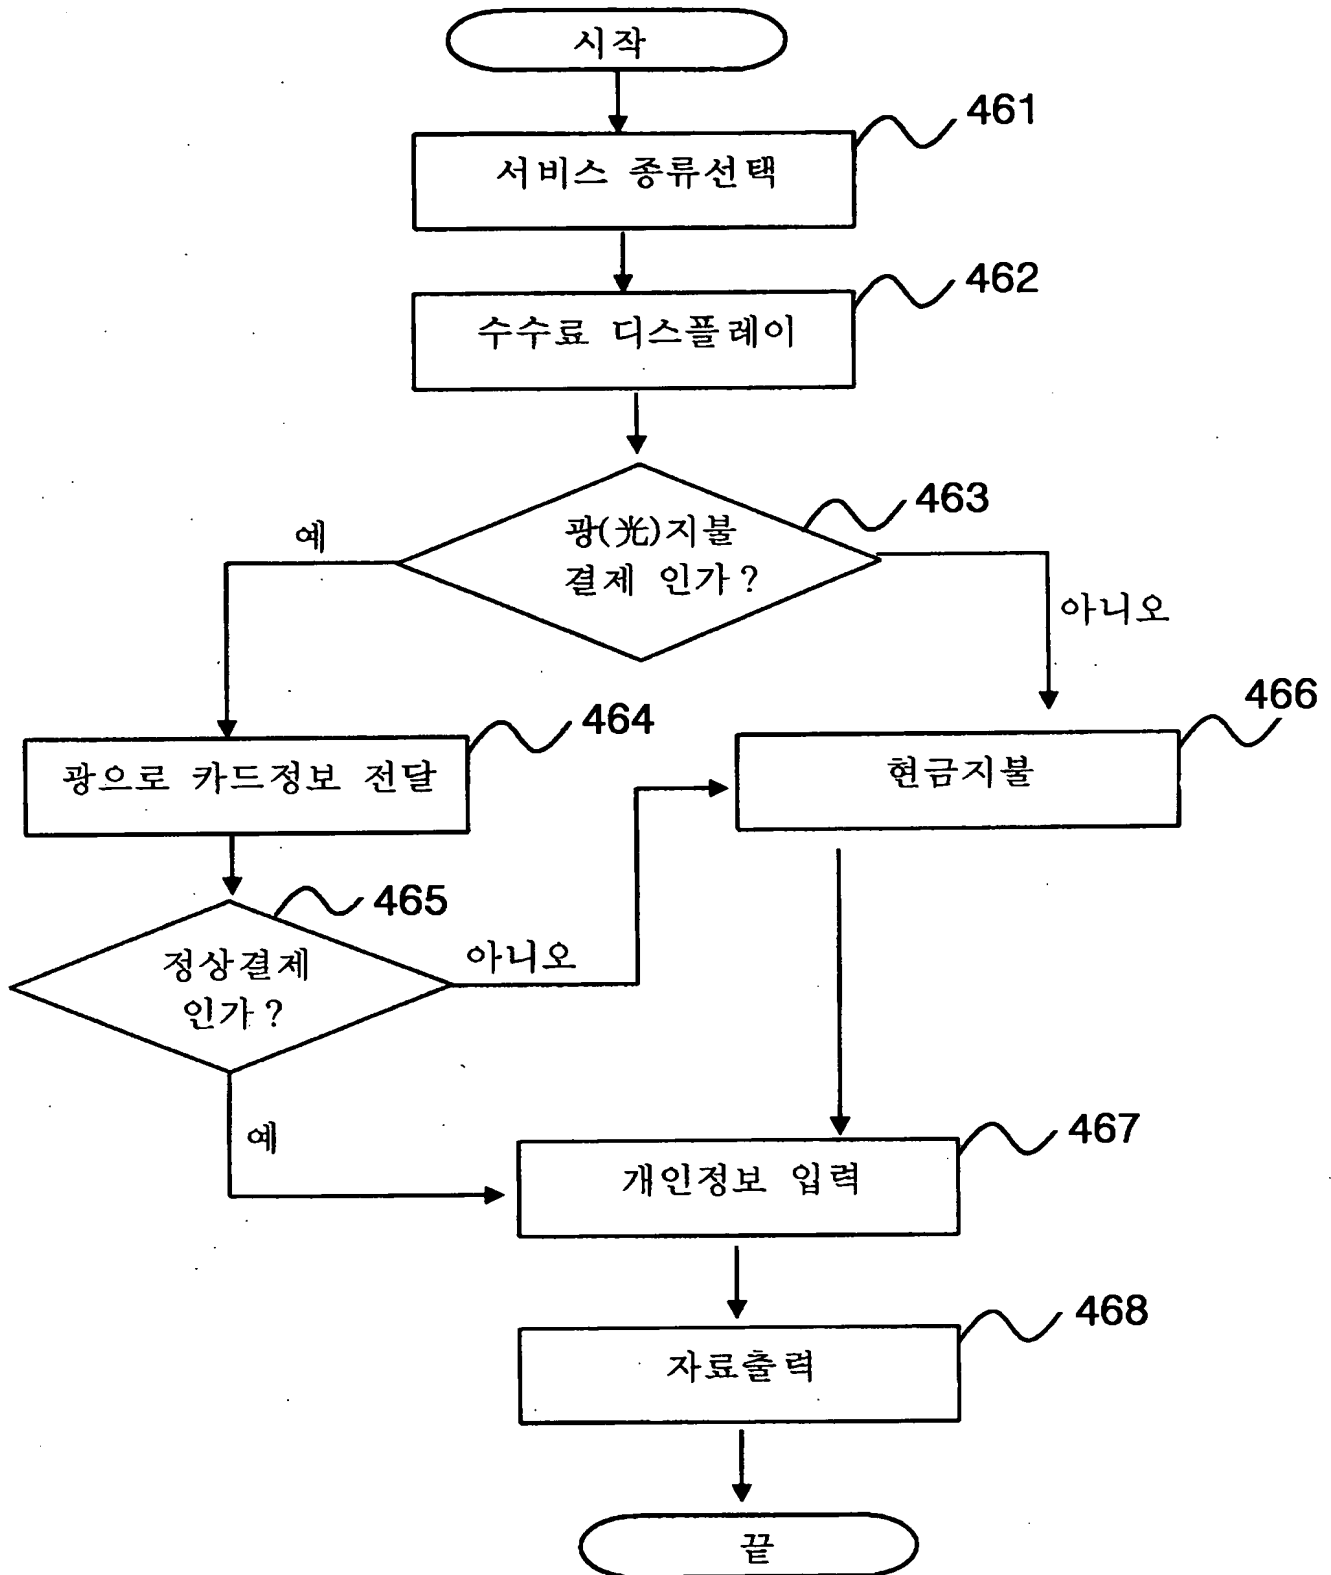 시작
461
서비스 종류선택
462
수수료 디스플레이
463
광(光)지불
결제 인가?
예
아니오
464
광으로 카드정보 전달
466
현금지불
465
정상결제
인가?
아니오
예
467
개인정보 입력
468
자료출력
끝